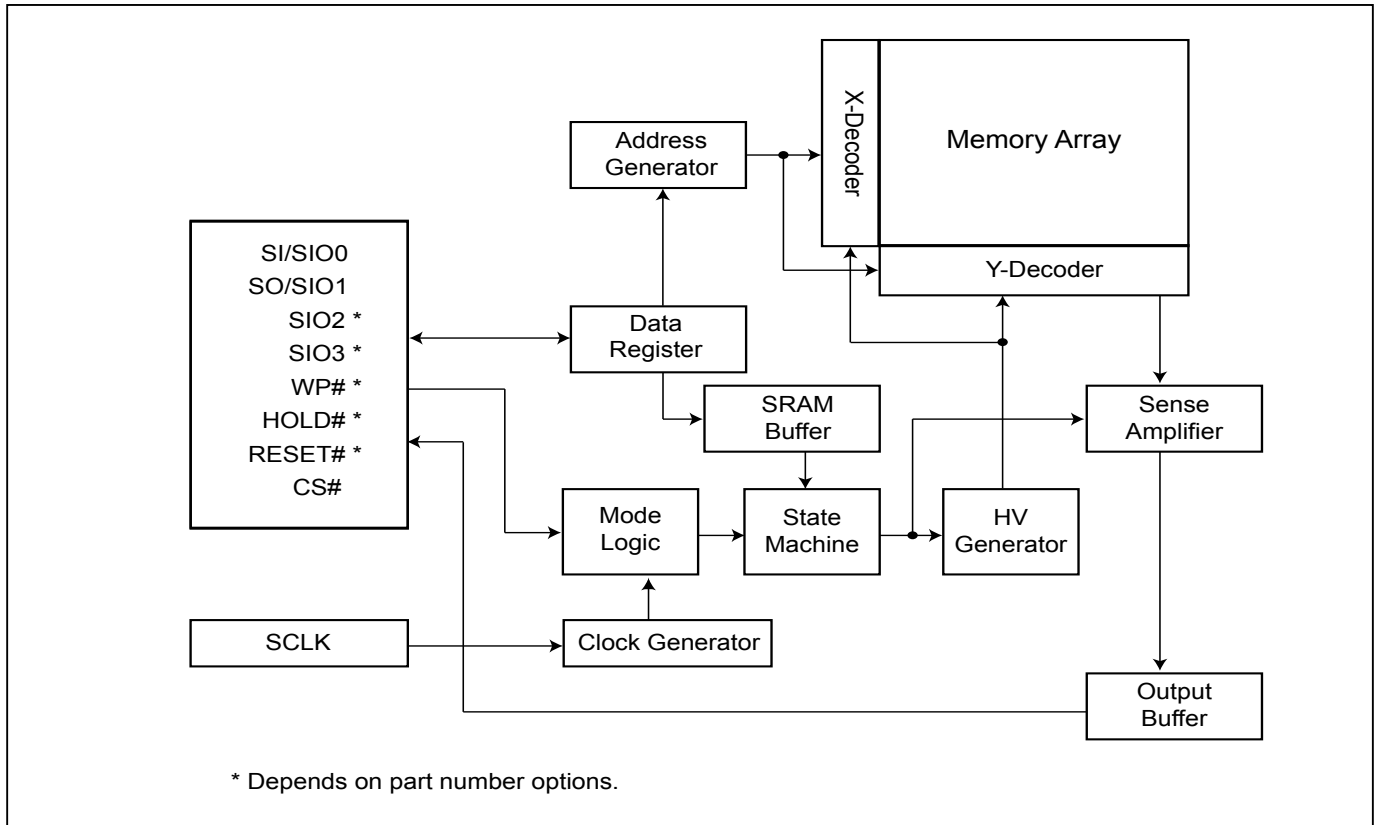 X-Decoder
Memory Array
Address
Generator
Y-Decoder
SI/SIO0
SO/SIO1
SIO2 *
SIO3 *
WP# *
HOLD# *
RESET# *
CS#
Data
Register
SRAM
Buffer
Sense
Amplifier
Mode
Logic
State
Machine
HV
Generator
SCLK
Clock Generator
Output
Buffer
* Depends on part number options.